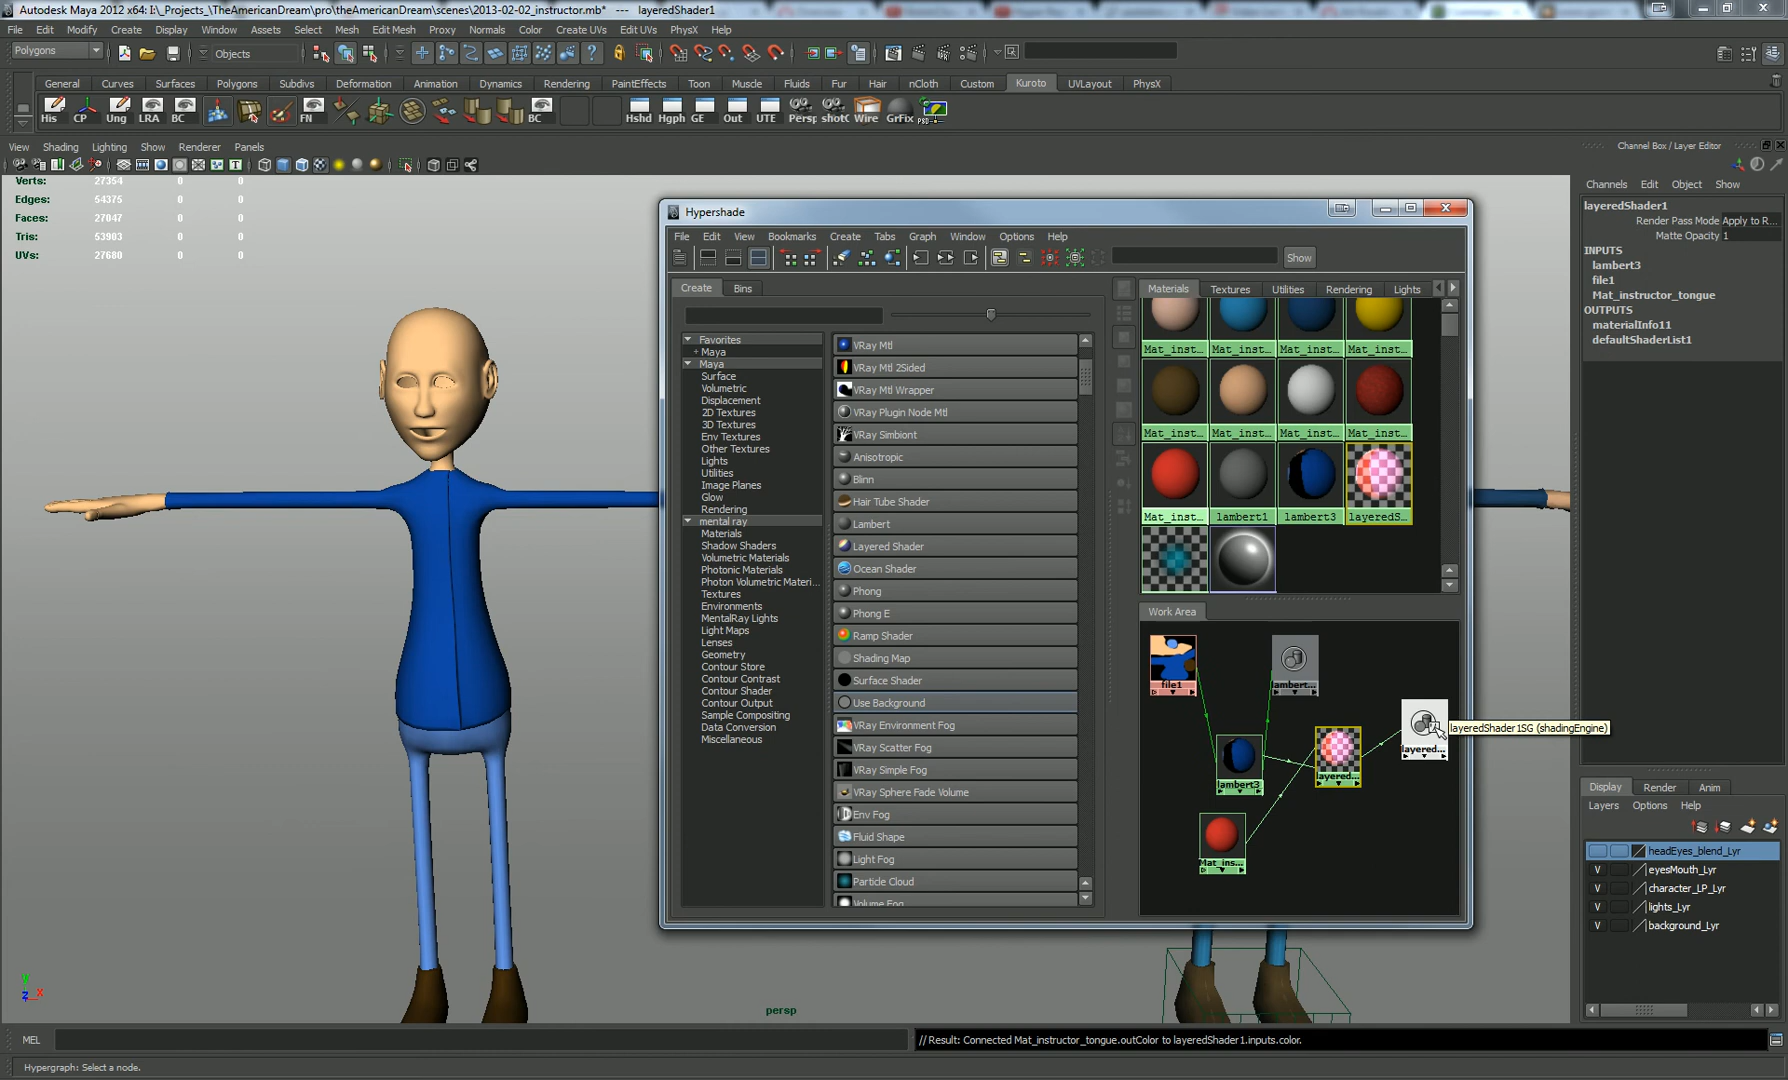 Autodesk Maya 2012 x64: I:\_Projects_\TheAmericanDream\pro\theAmericanDream\scenes\2013-02-02_instructor.mb* --- layeredShader1
File Edit Modify Create Display Window Assets Select Mesh Edit Mesh Proxy Normals Color Create UVs Edit UVs PhysX Help
Polygons Objects
General Curves Surfaces Polygons Subdivs Deformation Animation Dynamics Rendering PaintEffects Toon Muscle Fluids Fur Hair nCloth Custom Kuroto UVLayout PhysX
His CP Ung LRA BC FN BC Hshd Hgph GE Out UTE Persp shotC Wire GrFix
View Shading Lighting Show Renderer Panels
Channel Box / Layer Editor
Verts: 27354 0 0
Edges: 54375 0 0
Faces: 27047 0 0
Tris: 53903 0 0
UVs: 27680 0 0
Channels Edit Object Show
layeredShader1
Render Pass Mode Apply to R...
Matte Opacity 1
INPUTS
lambert3
file1
Mat_instructor_tongue
OUTPUTS
materialInfo11
defaultShaderList1
Hypershade
File Edit View Bookmarks Create Tabs Graph Window Options Help
Show
Create Bins
Materials Textures Utilities Rendering Lights
Favorites
+ Maya
Maya
Surface
Volumetric
Displacement
2D Textures
3D Textures
Env Textures
Other Textures
Lights
Utilities
Image Planes
Glow
Rendering
mental ray
Materials
Shadow Shaders
Volumetric Materials
Photonic Materials
Photon Volumetric Materi...
Textures
Environments
MentalRay Lights
Light Maps
Lenses
Geometry
Contour Store
Contour Contrast
Contour Shader
Contour Output
Sample Compositing
Data Conversion
Miscellaneous
VRay Mtl
VRay Mtl 2Sided
VRay Mtl Wrapper
VRay Plugin Node Mtl
VRay Simbiont
Anisotropic
Blinn
Hair Tube Shader
Lambert
Layered Shader
Ocean Shader
Phong
Phong E
Ramp Shader
Shading Map
Surface Shader
Use Background
VRay Environment Fog
VRay Scatter Fog
VRay Simple Fog
VRay Sphere Fade Volume
Env Fog
Fluid Shape
Light Fog
Particle Cloud
Volume Fog
Mat_inst... Mat_inst... Mat_inst... Mat_inst...
Mat_inst... Mat_inst... Mat_inst... Mat_inst...
Mat_inst... lambert1 lambert3 layeredS...
Work Area
file1
lambert...
lambert3
layered...
layered...
Mat_ins...
layeredShader1SG (shadingEngine)
Display Render Anim
Layers Options Help
headEyes_blend_Lyr
V eyesMouth_Lyr
V character_LP_Lyr
V lights_Lyr
V background_Lyr
y
z x
persp
MEL
// Result: Connected Mat_instructor_tongue.outColor to layeredShader1.inputs.color.
Hypergraph: Select a node.